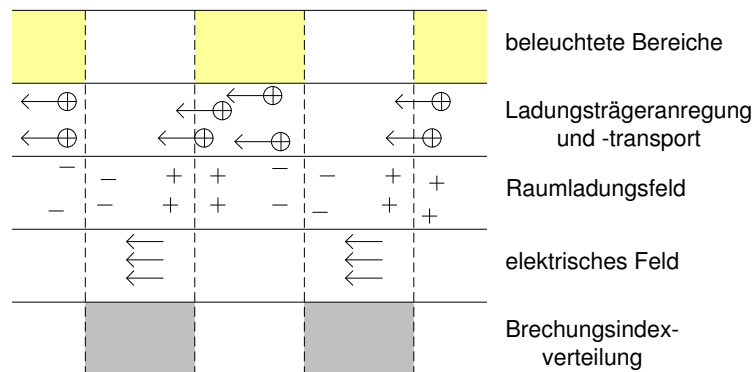 beleuchtete Bereiche
Ladungsträgeranregung
und -transport
Raumladungsfeld
elektrisches Feld
Brechungsindex-
verteilung